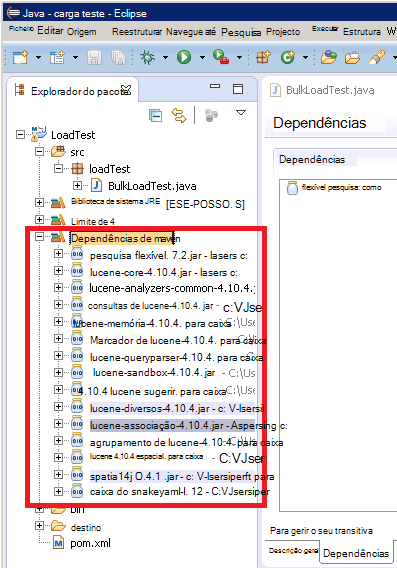 Java - carga teste - Eclipse
Ficheiro Editar Origem Reestruturar Navegue até Pesquisa Projecto Executar Estrutura W
Explorador do pacote
BulkLoadTest.java
LoadTest
Dependências
src
loadTest
Dependências
BulkLoadTest.java
flexível pesquisa: como
Biblioteca de sistema JRE [ESE-POSSO. S]
Limite de 4
Dependências de maven
pesquisa flexível. 7.2.jar - lasers c:
lucene-core-4.10.4.jar - lasers c:
lucene-analyzers-common-4.10.4.
consultas de lucene-4.10.4. jar - c:VJser
lucene-memória-4.10.4. para caixa - C:\User
Marcador de lucene-4.10.4. para caixa
lucene-queryparser-4.10.4. para caixa
lucene-sandbox-4.10.4. jar - C:\User
4.10.4 lucene sugerir. para caixa
lucene-diversos-4.10.4.jar - c: V-Isersil
lucene-associação-4.10.4.jar - Aspersing c:
agrupamento de lucene-4.10.4. para caixa
lucene 4.10.4 espacial. para caixa - C:VJser
spatia14j O.4.1 .jar - c: V-Isersiperft para
caixa do snakeyaml-l. 12 - C:VJsersiper
bin
destino
pom.xml
Para gerir o seu transitiva
Descrição geral Dependências